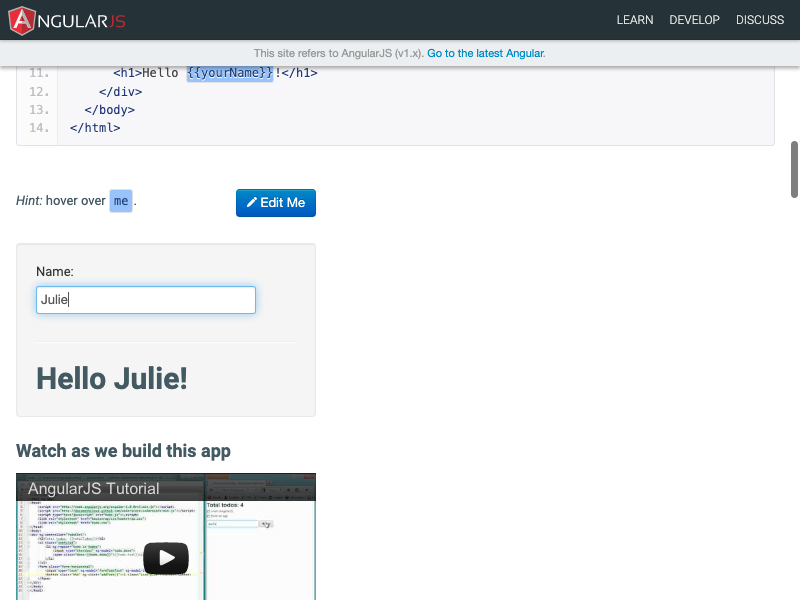 ANGULARJS
LEARN DEVELOP DISCUSS
This site refers to AngularJS (v1.x). Go to the latest Angular.
11. <h1>Hello {{yourName}}!</h1>
12. </div>
13. </body>
14. </html>
Hint: hover over me.
Edit Me
Name:
Julie
Hello Julie!
Watch as we build this app
AngularJS Tutorial
Total todos: 4